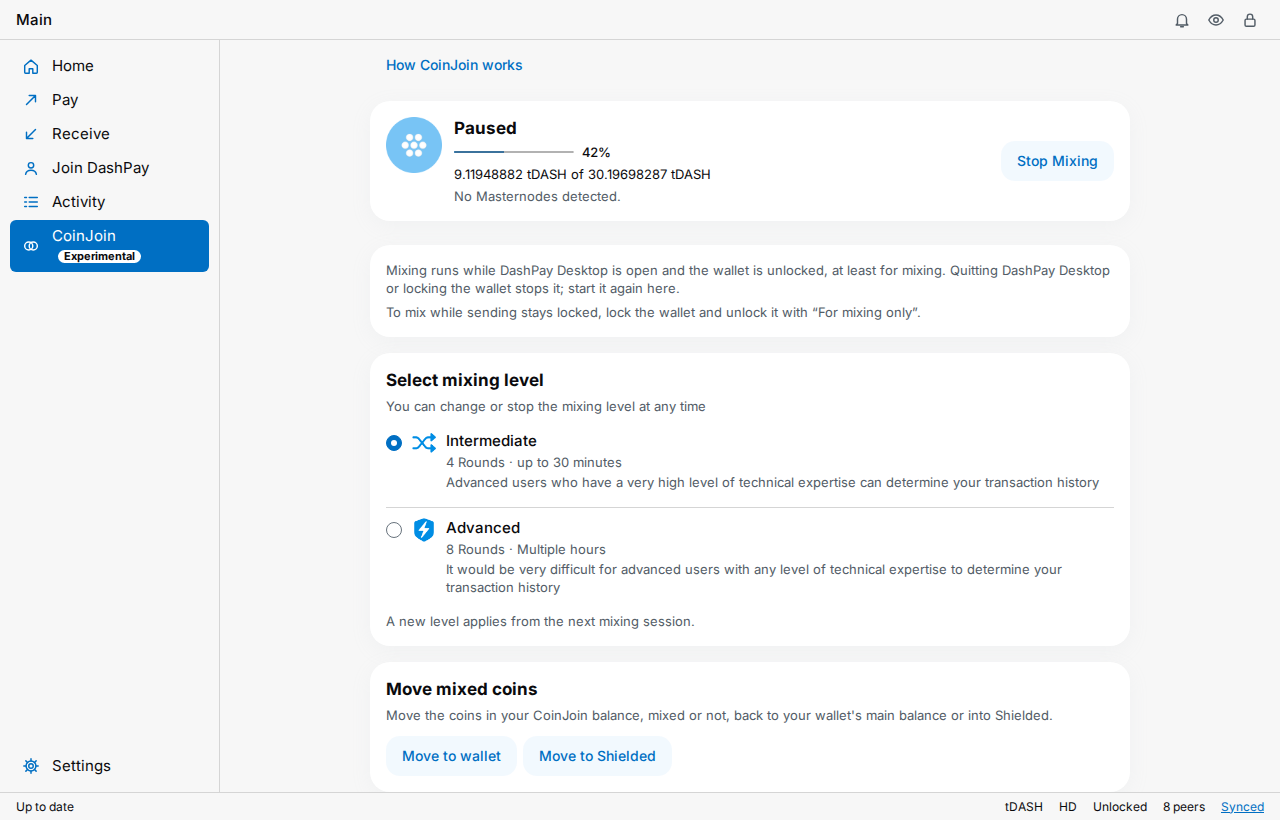 Main
Home
Pay
Receive
Join DashPay
Activity
CoinJoin
Experimental
Settings
How CoinJoin works
Paused
42%
9.11948882 tDASH of 30.19698287 tDASH
No Masternodes detected.
Stop Mixing
Mixing runs while DashPay Desktop is open and the wallet is unlocked, at least for mixing. Quitting DashPay Desktop
or locking the wallet stops it; start it again here.
To mix while sending stays locked, lock the wallet and unlock it with “For mixing only”.
Select mixing level
You can change or stop the mixing level at any time
Intermediate
4 Rounds · up to 30 minutes
Advanced users who have a very high level of technical expertise can determine your transaction history
Advanced
8 Rounds · Multiple hours
It would be very difficult for advanced users with any level of technical expertise to determine your
transaction history
A new level applies from the next mixing session.
Move mixed coins
Move the coins in your CoinJoin balance, mixed or not, back to your wallet's main balance or into Shielded.
Move to wallet
Move to Shielded
Up to date
tDASH
HD
Unlocked
8 peers
Synced